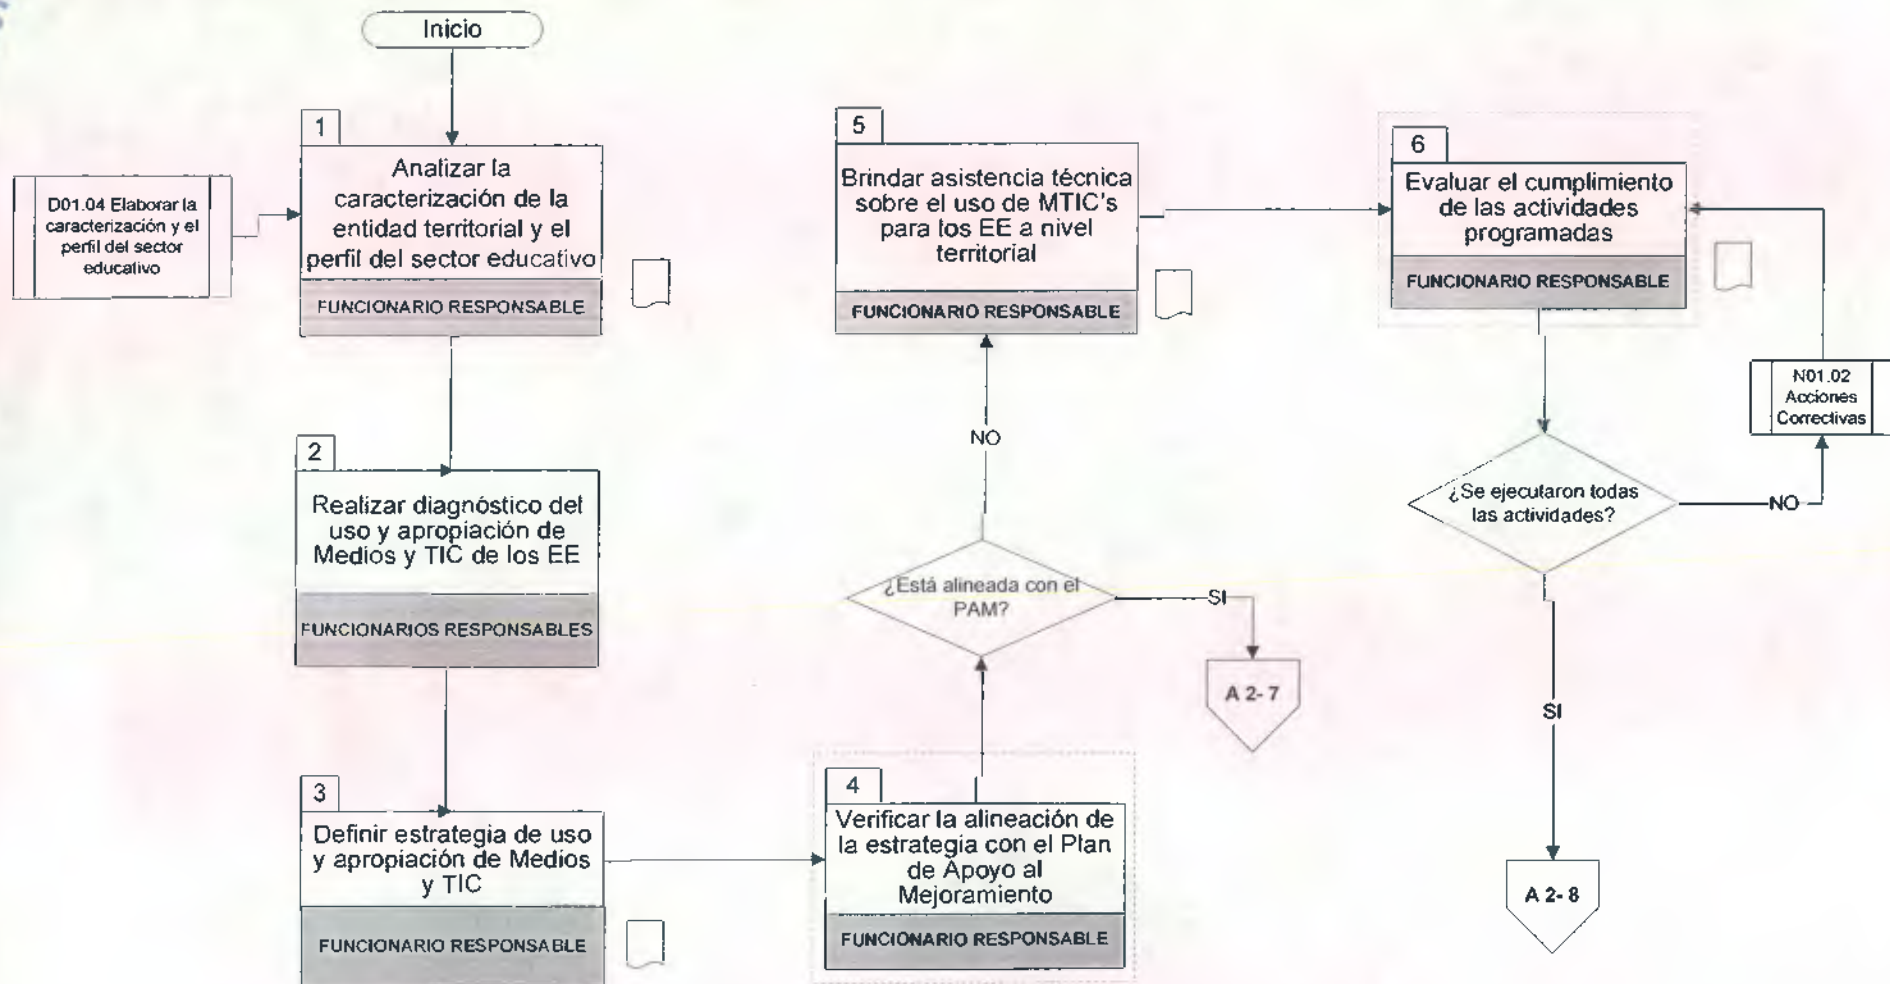 Inicio
1
Analizar la
caracterización de la
entidad territorial y el
perfil del sector educativo
FUNCIONARIO RESPONSABLE
D01.04 Elaborar la
caracterización y el
perfil del sector
educativo
2
Realizar diagnóstico del
uso y apropiación de
Medios y TIC de los EE
FUNCIONARIOS RESPONSABLES
3
Definir estrategia de uso
y apropiación de Medios
y TIC
FUNCIONARIO RESPONSABLE
4
Verificar la alineación de
la estrategia con el Plan
de Apoyo al
Mejoramiento
FUNCIONARIO RESPONSABLE
¿Está alineada con el
PAM?
SI
A 2- 7
NO
5
Brindar asistencia técnica
sobre el uso de MTIC's
para los EE a nivel
territorial
FUNCIONARIO RESPONSABLE
6
Evaluar el cumplimiento
de las actividades
programadas
FUNCIONARIO RESPONSABLE
¿Se ejecutaron todas
las actividades?
NO
N01.02
Acciones
Correctivas
SI
A 2- 8